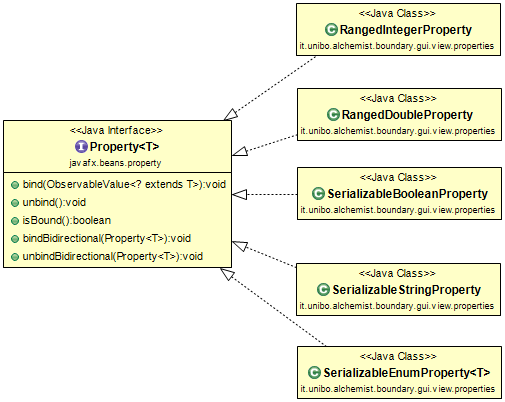 <<Java Class>>
RangedIntegerProperty
it.unibo.alchemist.boundary.gui.view.properties
<<Java Class>>
RangedDoubleProperty
it.unibo.alchemist.boundary.gui.view.properties
<<Java Interface>>
Property<T>
javafx.beans.property
bind(ObservableValue<? extends T>):void
unbind():void
isBound():boolean
bindBidirectional(Property<T>):void
unbindBidirectional(Property<T>):void
<<Java Class>>
SerializableBooleanProperty
it.unibo.alchemist.boundary.gui.view.properties
<<Java Class>>
SerializableStringProperty
it.unibo.alchemist.boundary.gui.view.properties
<<Java Class>>
SerializableEnumProperty<T>
it.unibo.alchemist.boundary.gui.view.properties